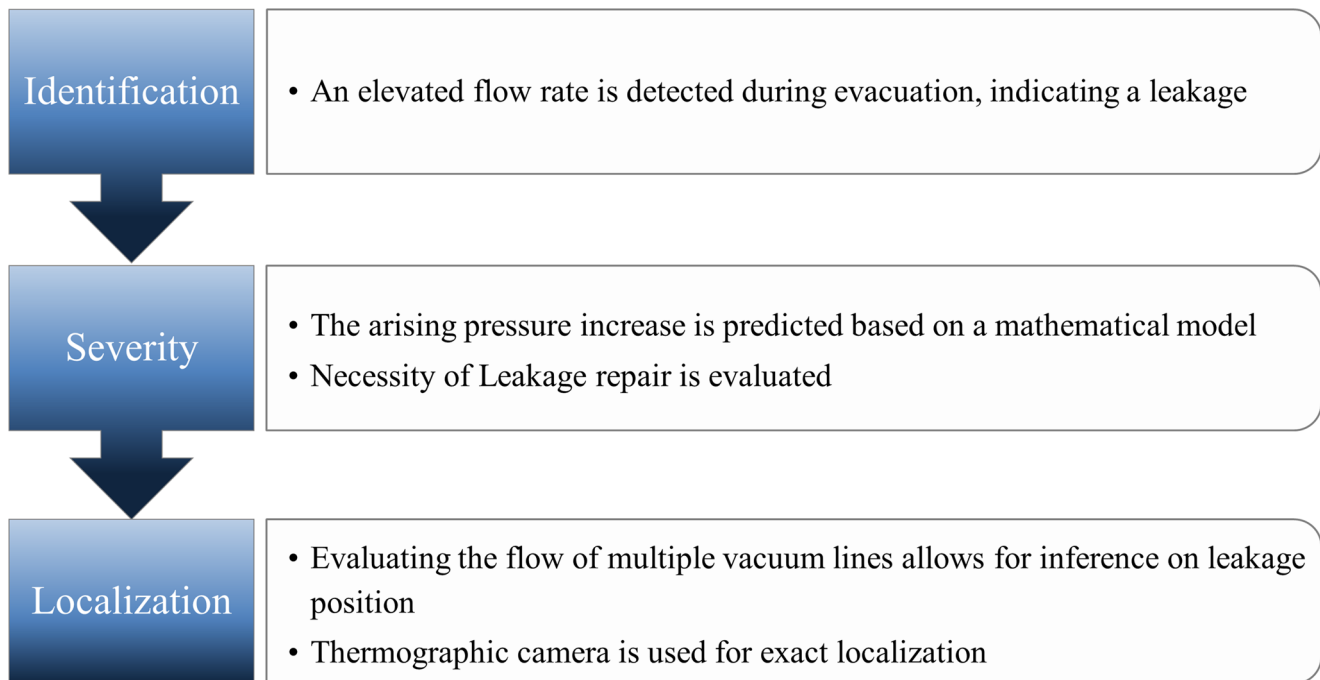 Identification
• An elevated flow rate is detected during evacuation, indicating a leakage
Severity
• The arising pressure increase is predicted based on a mathematical model
• Necessity of Leakage repair is evaluated
Localization
• Evaluating the flow of multiple vacuum lines allows for inference on leakage
position
• Thermographic camera is used for exact localization